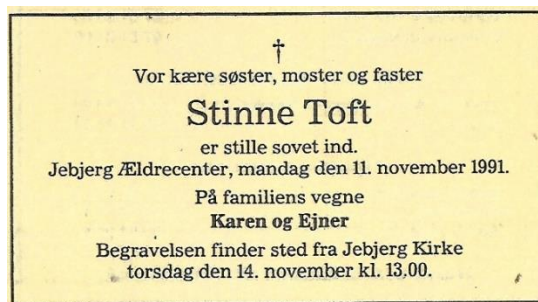 †
Vor kære søster, moster og faster
Stinne Toft
er stille sovet ind.
Jebjerg Ældrecenter, mandag den 11. november 1991.
På familiens vegne
Karen og Ejner
Begravelsen finder sted fra Jebjerg Kirke
torsdag den 14. november kl. 13,00.